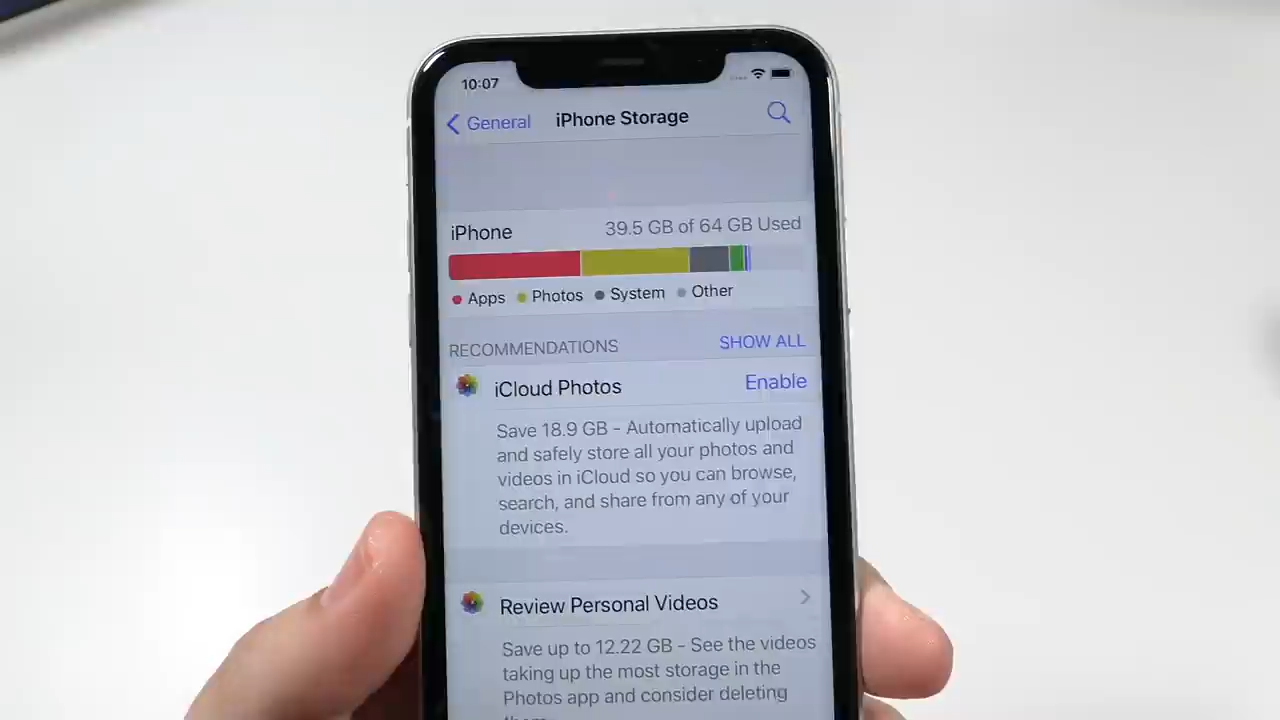 10:07
General
iPhone Storage
iPhone
39.5 GB of 64 GB Used
Apps
Photos
System
Other
RECOMMENDATIONS
SHOW ALL
iCloud Photos
Enable
Save 18.9 GB - Automatically upload
and safely store all your photos and
videos in iCloud so you can browse,
search, and share from any of your
devices.
Review Personal Videos
Save up to 12.22 GB - See the videos
taking up the most storage in the
Photos app and consider deleting